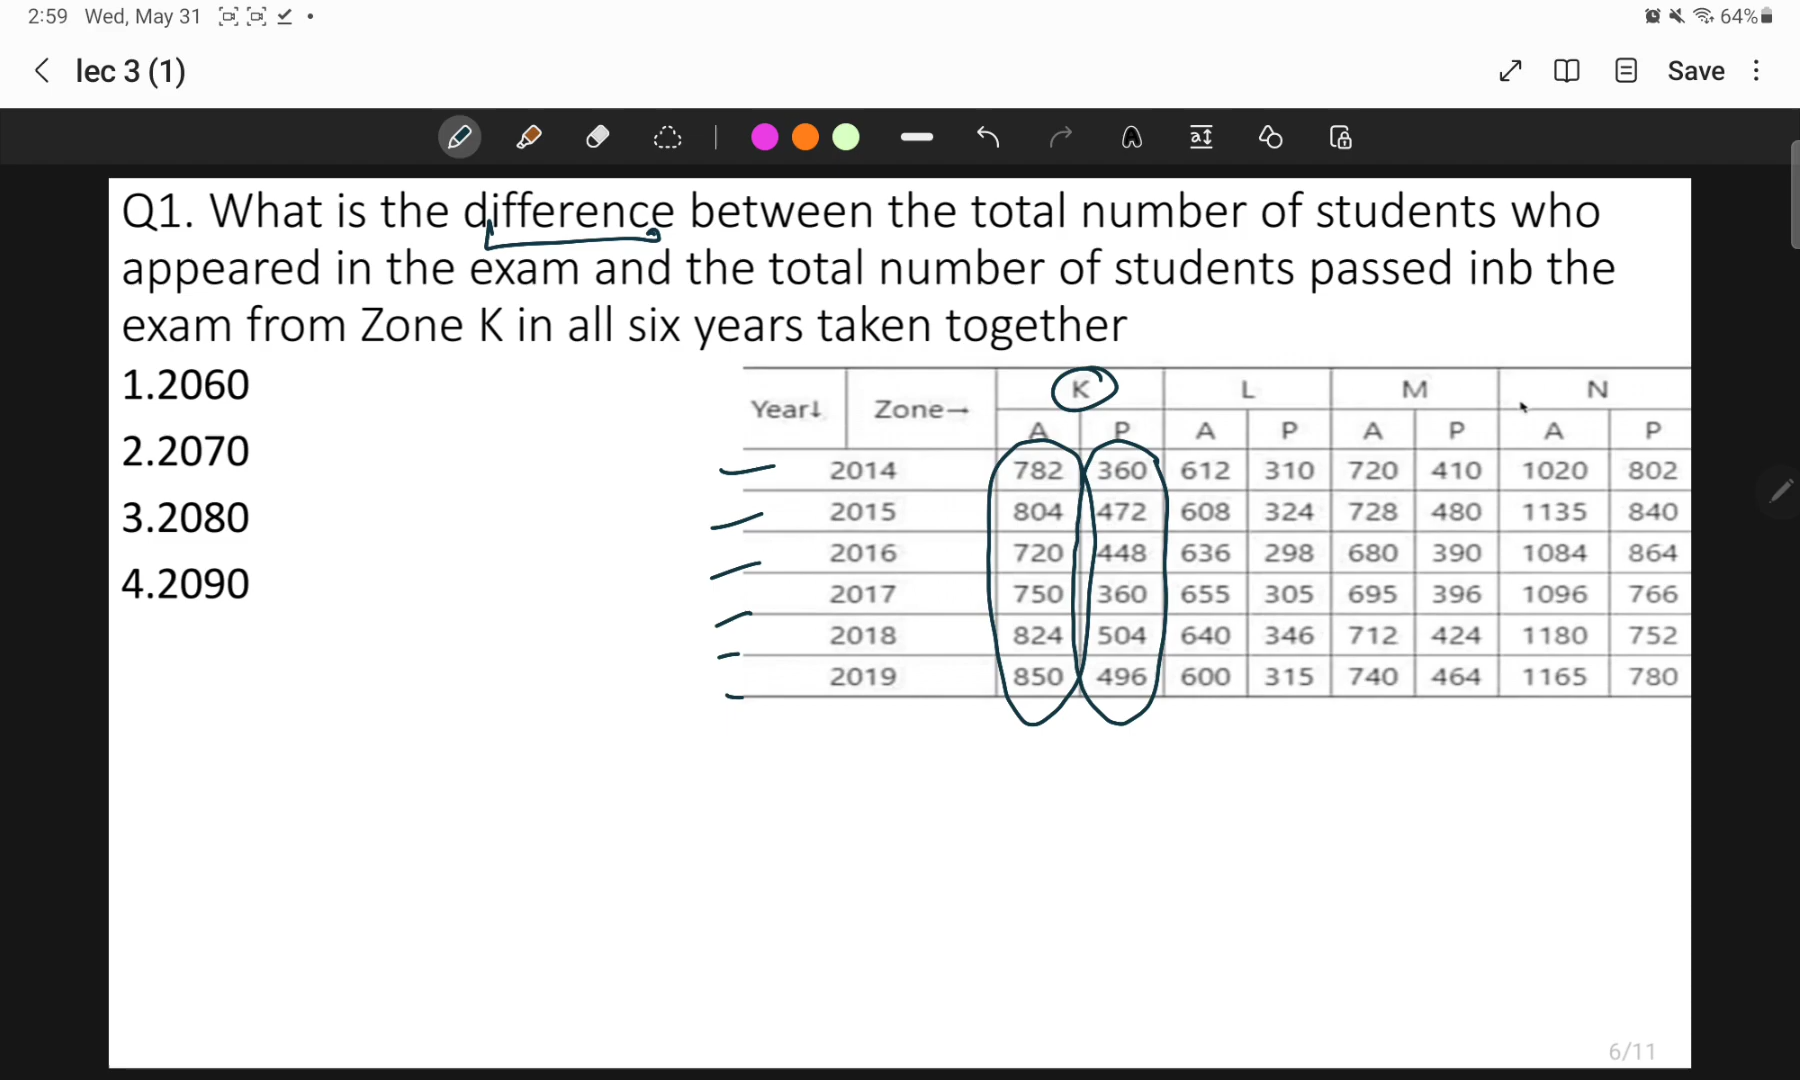 2:59 Wed, May 31
64%
lec 3 (1)
Save
Q1. What is the difference between the total number of students who
appeared in the exam and the total number of students passed inb the
exam from Zone K in all six years taken together
1.2060
2.2070
3.2080
4.2090
Year↓ Zone→ K L M N
A P A P A P A P
2014 782 360 612 310 720 410 1020 802
2015 804 472 608 324 728 480 1135 840
2016 720 448 636 298 680 390 1084 864
2017 750 360 655 305 695 396 1096 766
2018 824 504 640 346 712 424 1180 752
2019 850 496 600 315 740 464 1165 780
6/11